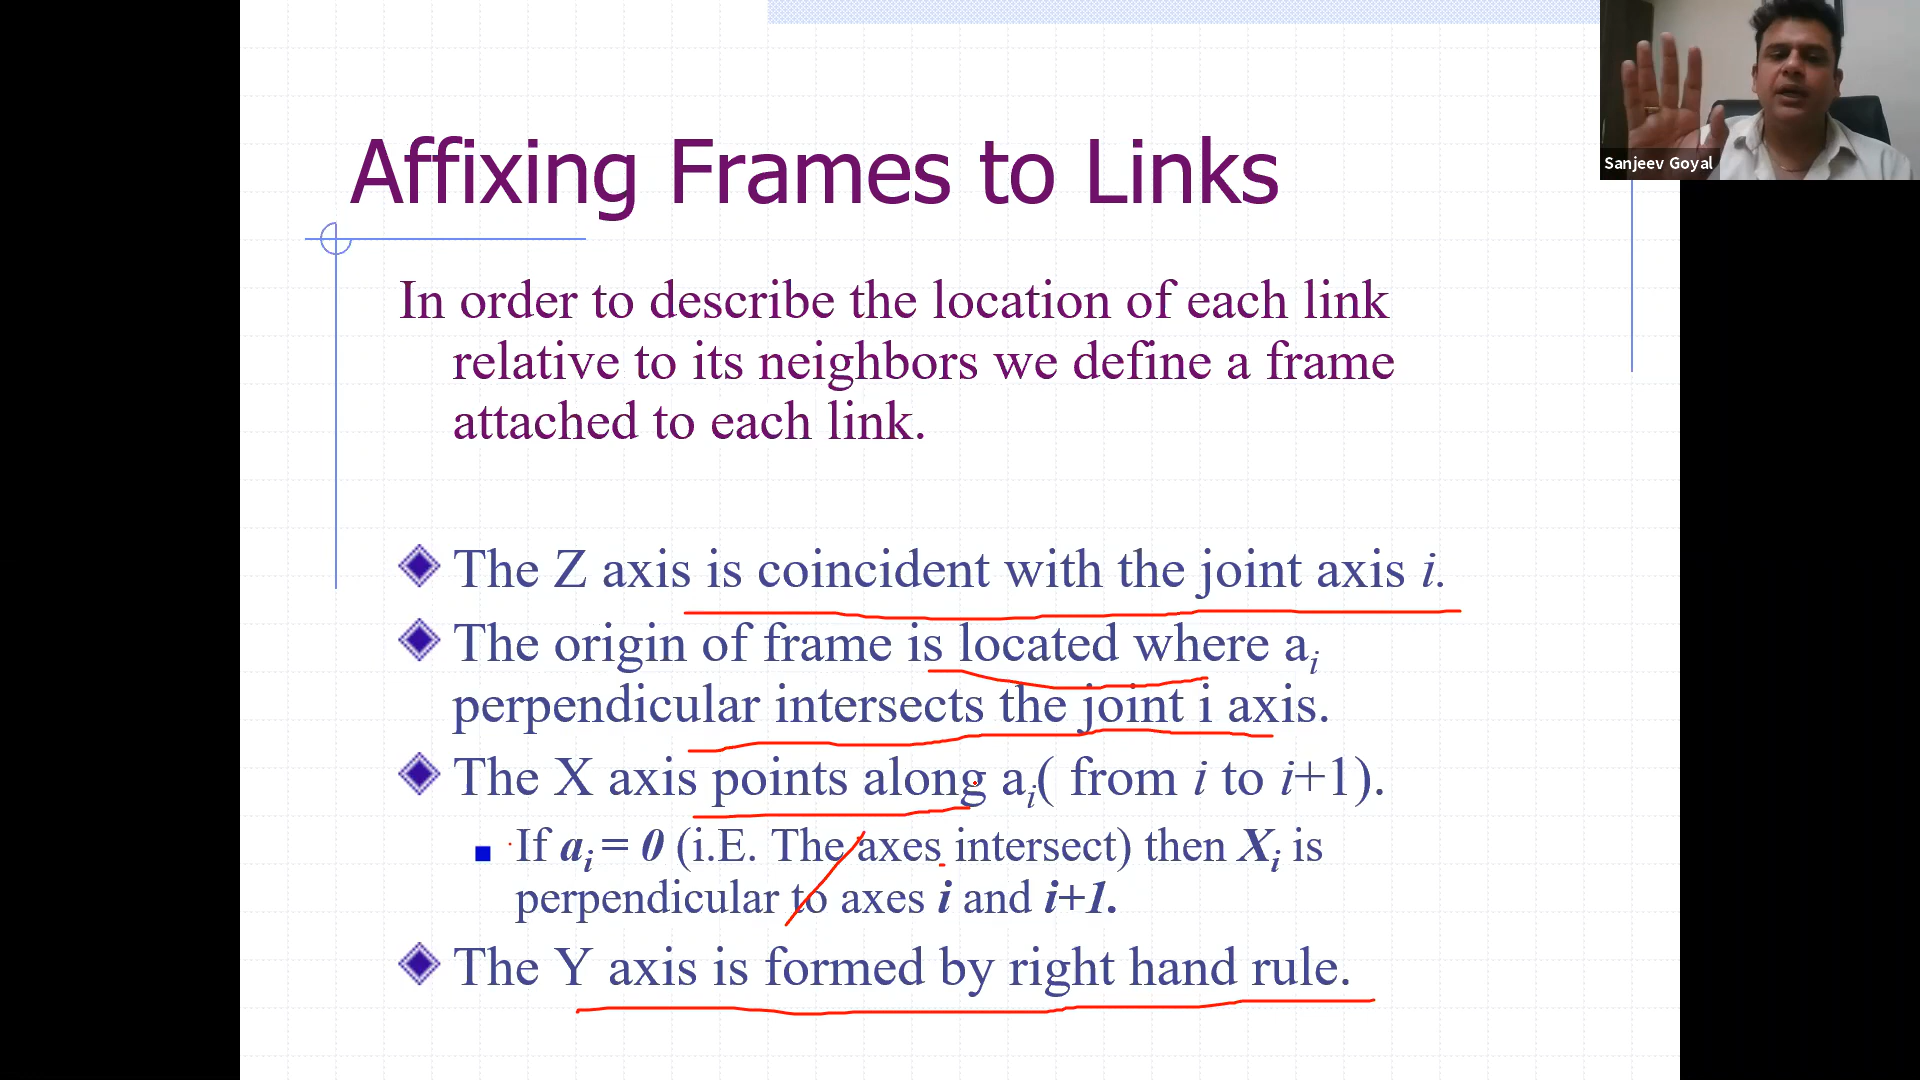 Affixing Frames to Links
Sanjeev Goyal
In order to describe the location of each link
relative to its neighbors we define a frame
attached to each link.
The Z axis is coincident with the joint axis i.
The origin of frame is located where aᵢ
perpendicular intersects the joint i axis.
The X axis points along aᵢ( from i to i+1).
If aᵢ = 0 (i.E. The axes intersect) then Xᵢ is
perpendicular to axes i and i+1.
The Y axis is formed by right hand rule.